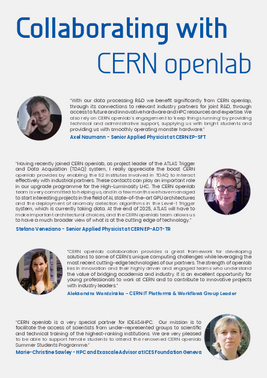 Collaborating with
CERN openlab
"With our data processing R&D we benefit significantly from CERN openlab,
through its connections to relevant industry partners for joint R&D, through
access to future and innovative hardware and HPC resources and expertise. We
also rely on CERN openlab's engagement to keep things running by providing
technical and administrative support, supplying us with bright students and
providing us with smoothly operating monster hardware."
Axel Naumann - Senior Applied Physicist at CERN EP-SFT
"Having recently joined CERN openlab, as project leader of the ATLAS Trigger
and Data Acquisition (TDAQ) system, I really appreciate the boost CERN
openlab provides by enabling the 92 institutes involved in TDAQ to interact
effectively with industrial partners. These contacts can play an important role
in our upgrade programme for the High-Luminosity LHC. The CERN openlab
team is very committed to helping us, and in a few months we have managed
to start interesting projects in the field of AI, state-of-the-art GPU architectures
and the deployment of anomaly detection algorithms in the Level-1 trigger
system, which is currently taking data. At the end of 2025, ATLAS will have to
make important architectural choices, and the CERN openlab team allows us
to have a much broader view of what is at the cutting edge of technology."
Stefano Veneziano - Senior Applied Physicist at CERN EP-ADT-TR
"CERN openlab collaboration provides a great framework for developing
solutions to some of CERN's unique computing challenges while leveraging the
most recent cutting-edge technologies of our partners. The strength of openlab
lies in innovation and their highly driven and engaged teams who understand
the value of bridging academia and industry. It is an excellent opportunity for
young professionals to work at CERN and to contribute to innovative projects
we are invested in."
Aleksandra Wardzińska - CERN IT Platforms & Workflows Group Leader
"CERN openlab is a very special partner for IDEAS4HPC. Our mission is to
facilitate the access of scientists from under-represented groups to scientific
and technical training of the highest-possible quality. We are very pleased
to be able to support female students to attend the renowned CERN openlab
Summer Students Programme."
Marie-Christine Sawley - HPC and Exascale Advisor at ICES Foundation Geneva